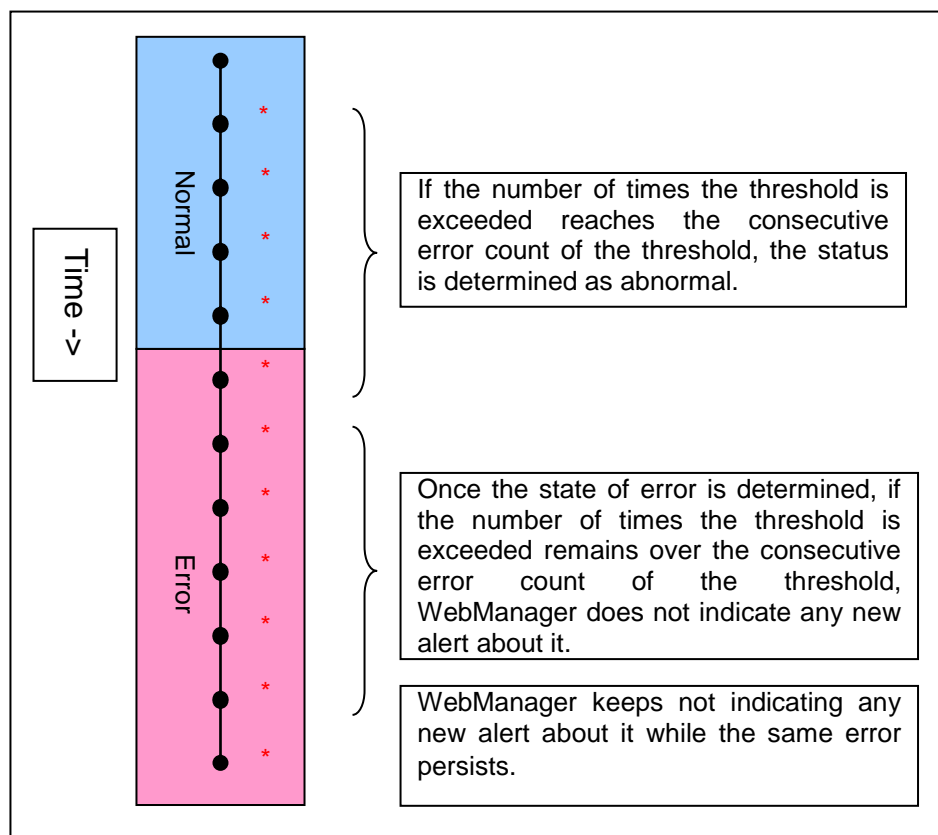 Time ->
Normal
Error
*
*
*
*
*
*
*
*
*
*
*
If the number of times the threshold is
exceeded reaches the consecutive
error count of the threshold, the status
is determined as abnormal.
Once the state of error is determined, if
the number of times the threshold is
exceeded remains over the consecutive
error count of the threshold,
WebManager does not indicate any new
alert about it.
WebManager keeps not indicating any
new alert about it while the same error
persists.